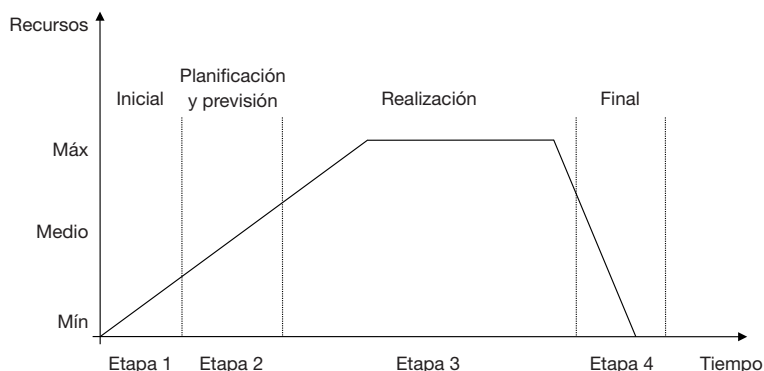 Recursos
Planificación
y previsión
Inicial
Realización
Final
Máx
Medio
Mín
Etapa 1
Etapa 2
Etapa 3
Etapa 4
Tiempo